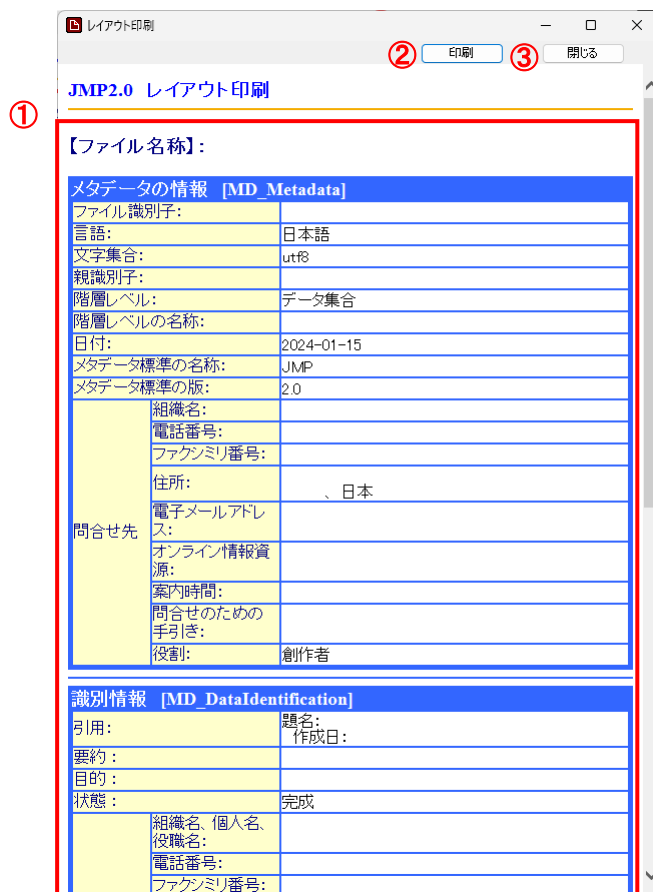 レイアウト印刷
② 印刷 ③ 閉じる
JMP2.0 レイアウト印刷
①
【ファイル名称】:
メタデータの情報 [MD_Metadata]
ファイル識別子:
言語: 日本語
文字集合: utf8
親識別子:
階層レベル: データ集合
階層レベルの名称:
日付: 2024-01-15
メタデータ標準の名称: JMP
メタデータ標準の版: 2.0
問合せ先
組織名:
電話番号:
ファクシミリ番号:
住所: 、日本
電子メールアドレ
ス:
オンライン情報資
源:
案内時間:
問合せのための
手引き:
役割: 創作者
識別情報 [MD_DataIdentification]
引用: 題名:
作成日:
要約:
目的:
状態: 完成
組織名、個人名、
役職名:
電話番号:
ファクシミリ番号: